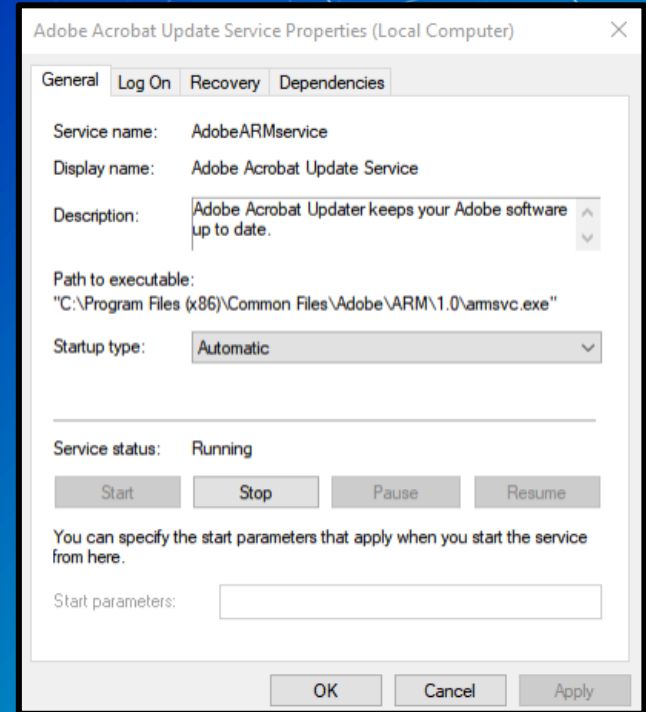 Adobe Acrobat Update Service Properties (Local Computer)
General Log On Recovery Dependencies
Service name: AdobeARMservice
Display name: Adobe Acrobat Update Service
Description: Adobe Acrobat Updater keeps your Adobe software
up to date.
Path to executable:
"C:\Program Files (x86)\Common Files\Adobe\ARM\1.0\armsvc.exe"
Startup type: Automatic
Service status: Running
Start Stop Pause Resume
You can specify the start parameters that apply when you start the service
from here.
Start parameters:
OK Cancel Apply